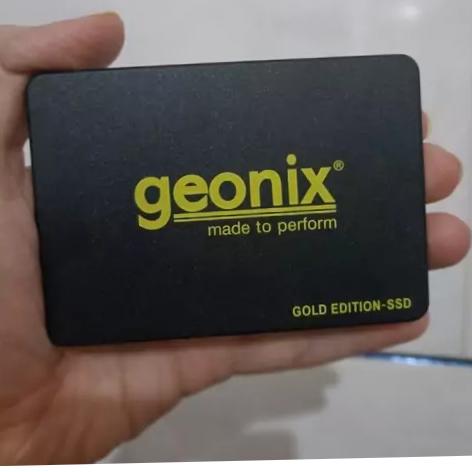 geonix®
made to perform
GOLD EDITION-SSD